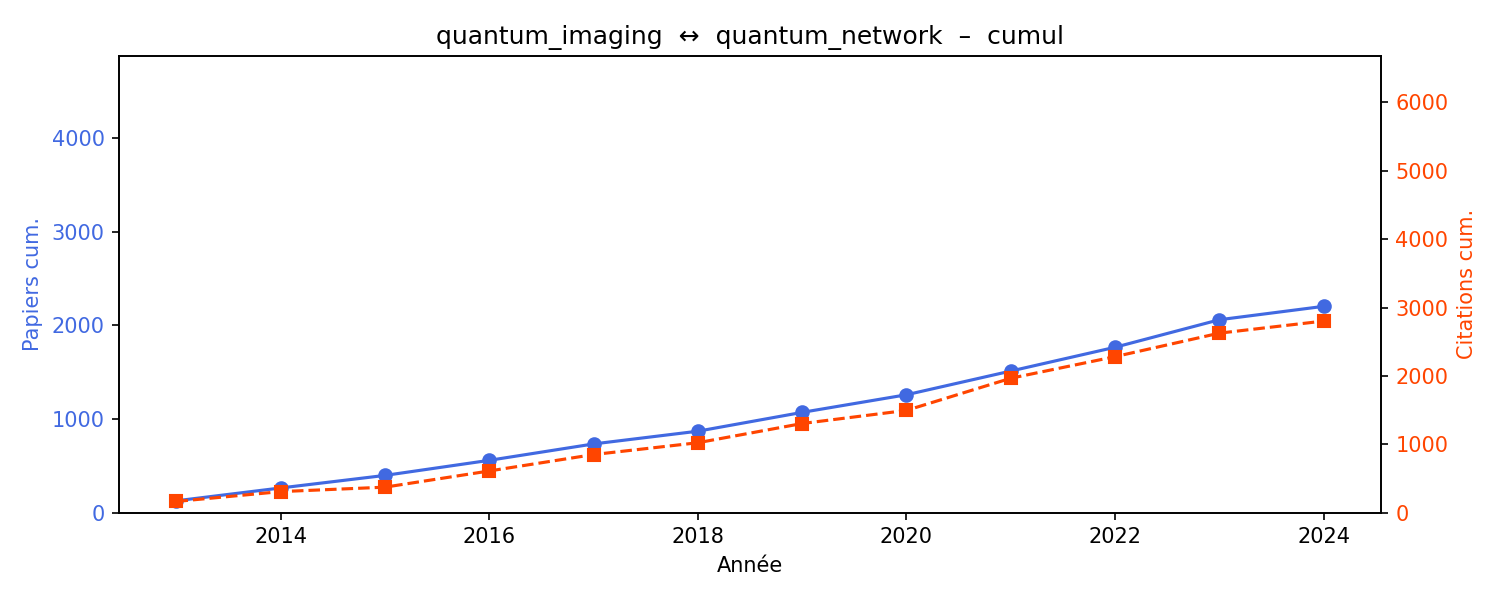 quantum_imaging ↔ quantum_network – cumul
Papiers cum.
4000
3000
2000
1000
0
6000
5000
4000
3000
2000
1000
0
Citations cum.
2014 2016 2018 2020 2022 2024
Année